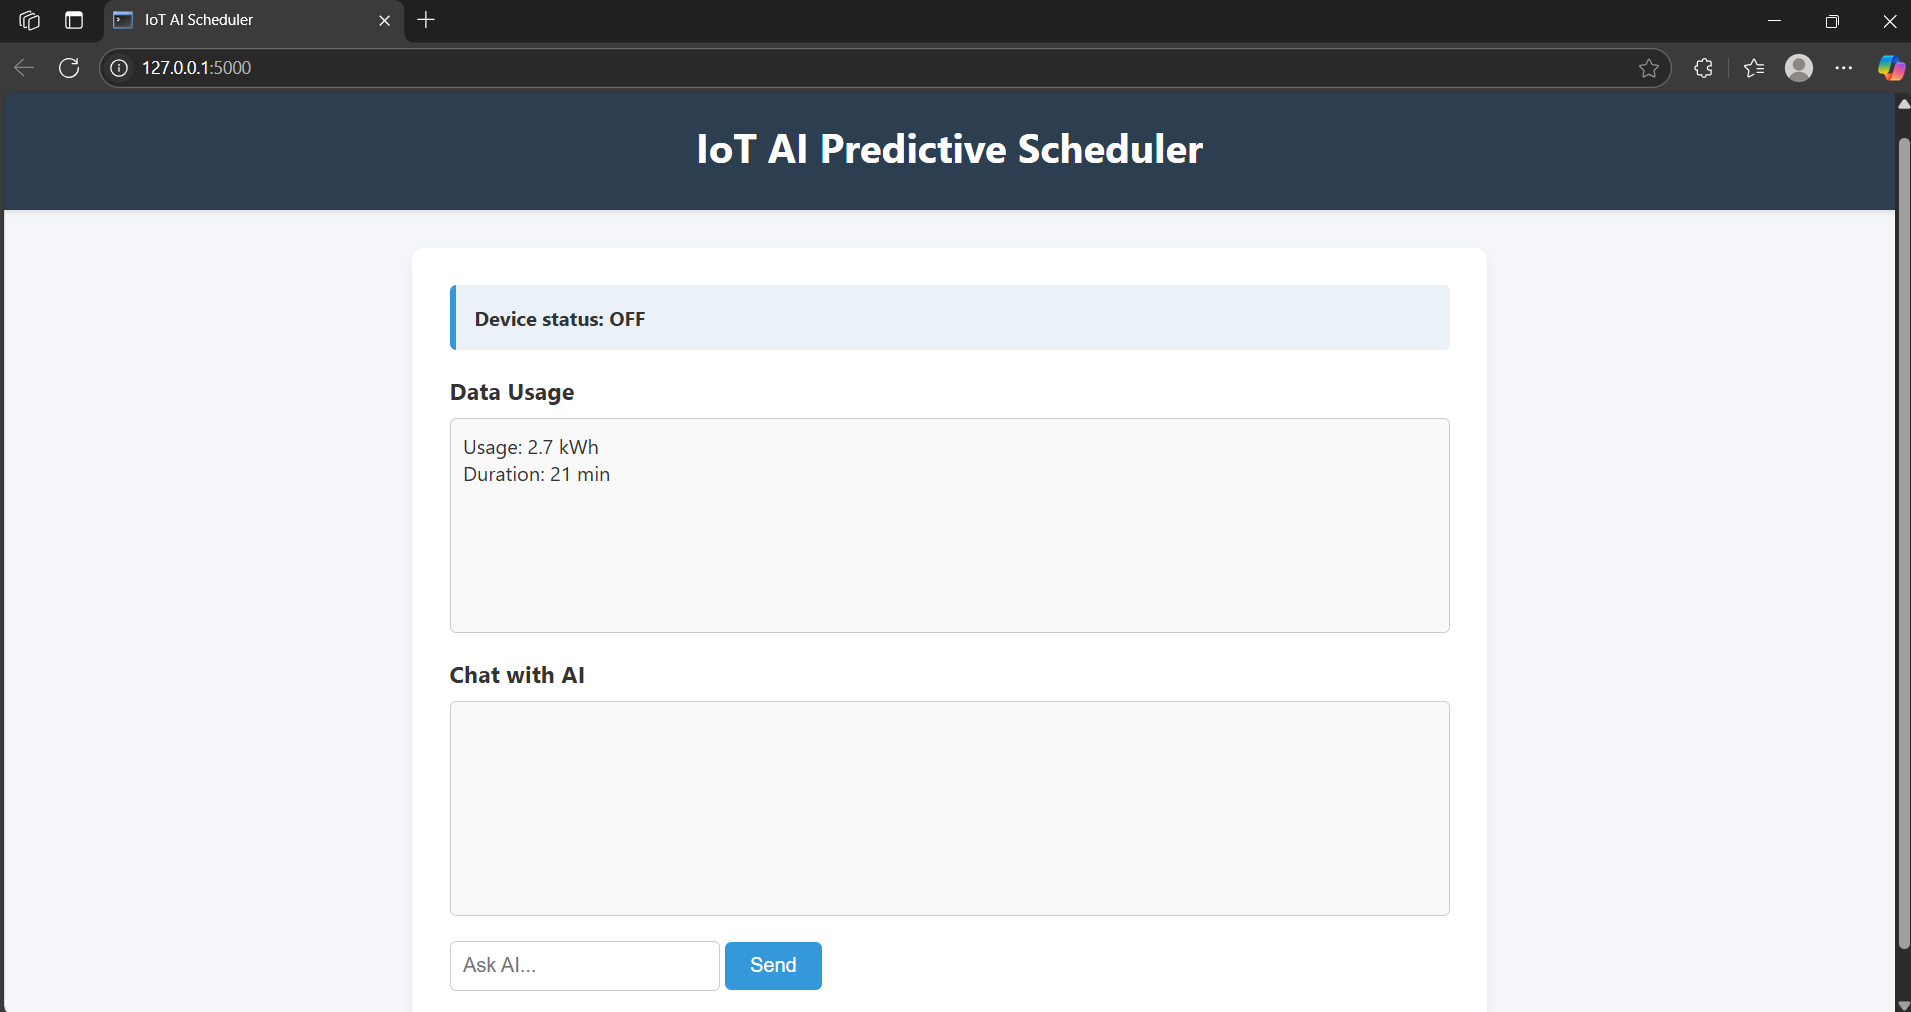 IoT AI Scheduler
127.0.0.1:5000
IoT AI Predictive Scheduler
Device status: OFF
Data Usage
Usage: 2.7 kWh
Duration: 21 min
Chat with AI
Ask AI...
Send